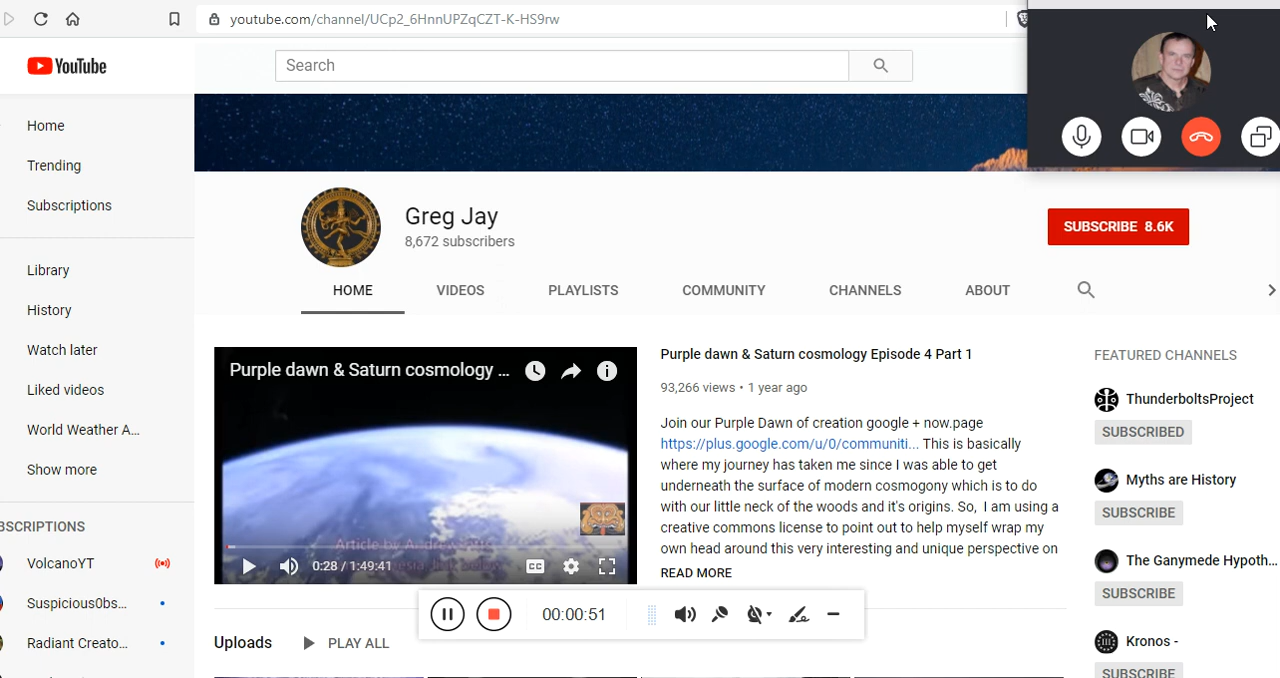 youtube.com/channel/UCp2_6HnnUPZqCZT-K-HS9rw
YouTube
Search
Home
Trending
Subscriptions
Library
History
Watch later
Liked videos
World Weather A...
Show more
BSCRIPTIONS
VolcanoYT
Suspicious0bs...
Radiant Creato...
Greg Jay
8,672 subscribers
SUBSCRIBE 8.6K
HOME
VIDEOS
PLAYLISTS
COMMUNITY
CHANNELS
ABOUT
Purple dawn & Saturn cosmology ...
Article by Andrew
0:28 / 1:49:41
CC
Purple dawn & Saturn cosmology Episode 4 Part 1
93,266 views • 1 year ago
Join our Purple Dawn of creation google + now.page
https://plus.google.com/u/0/communiti... This is basically
where my journey has taken me since I was able to get
underneath the surface of modern cosmogony which is to do
with our little neck of the woods and it's origins. So, I am using a
creative commons license to point out to help myself wrap my
own head around this very interesting and unique perspective on
READ MORE
FEATURED CHANNELS
ThunderboltsProject
SUBSCRIBED
Myths are History
SUBSCRIBE
The Ganymede Hypoth...
SUBSCRIBE
Kronos -
SUBSCRIBE
00:00:51
Uploads
PLAY ALL